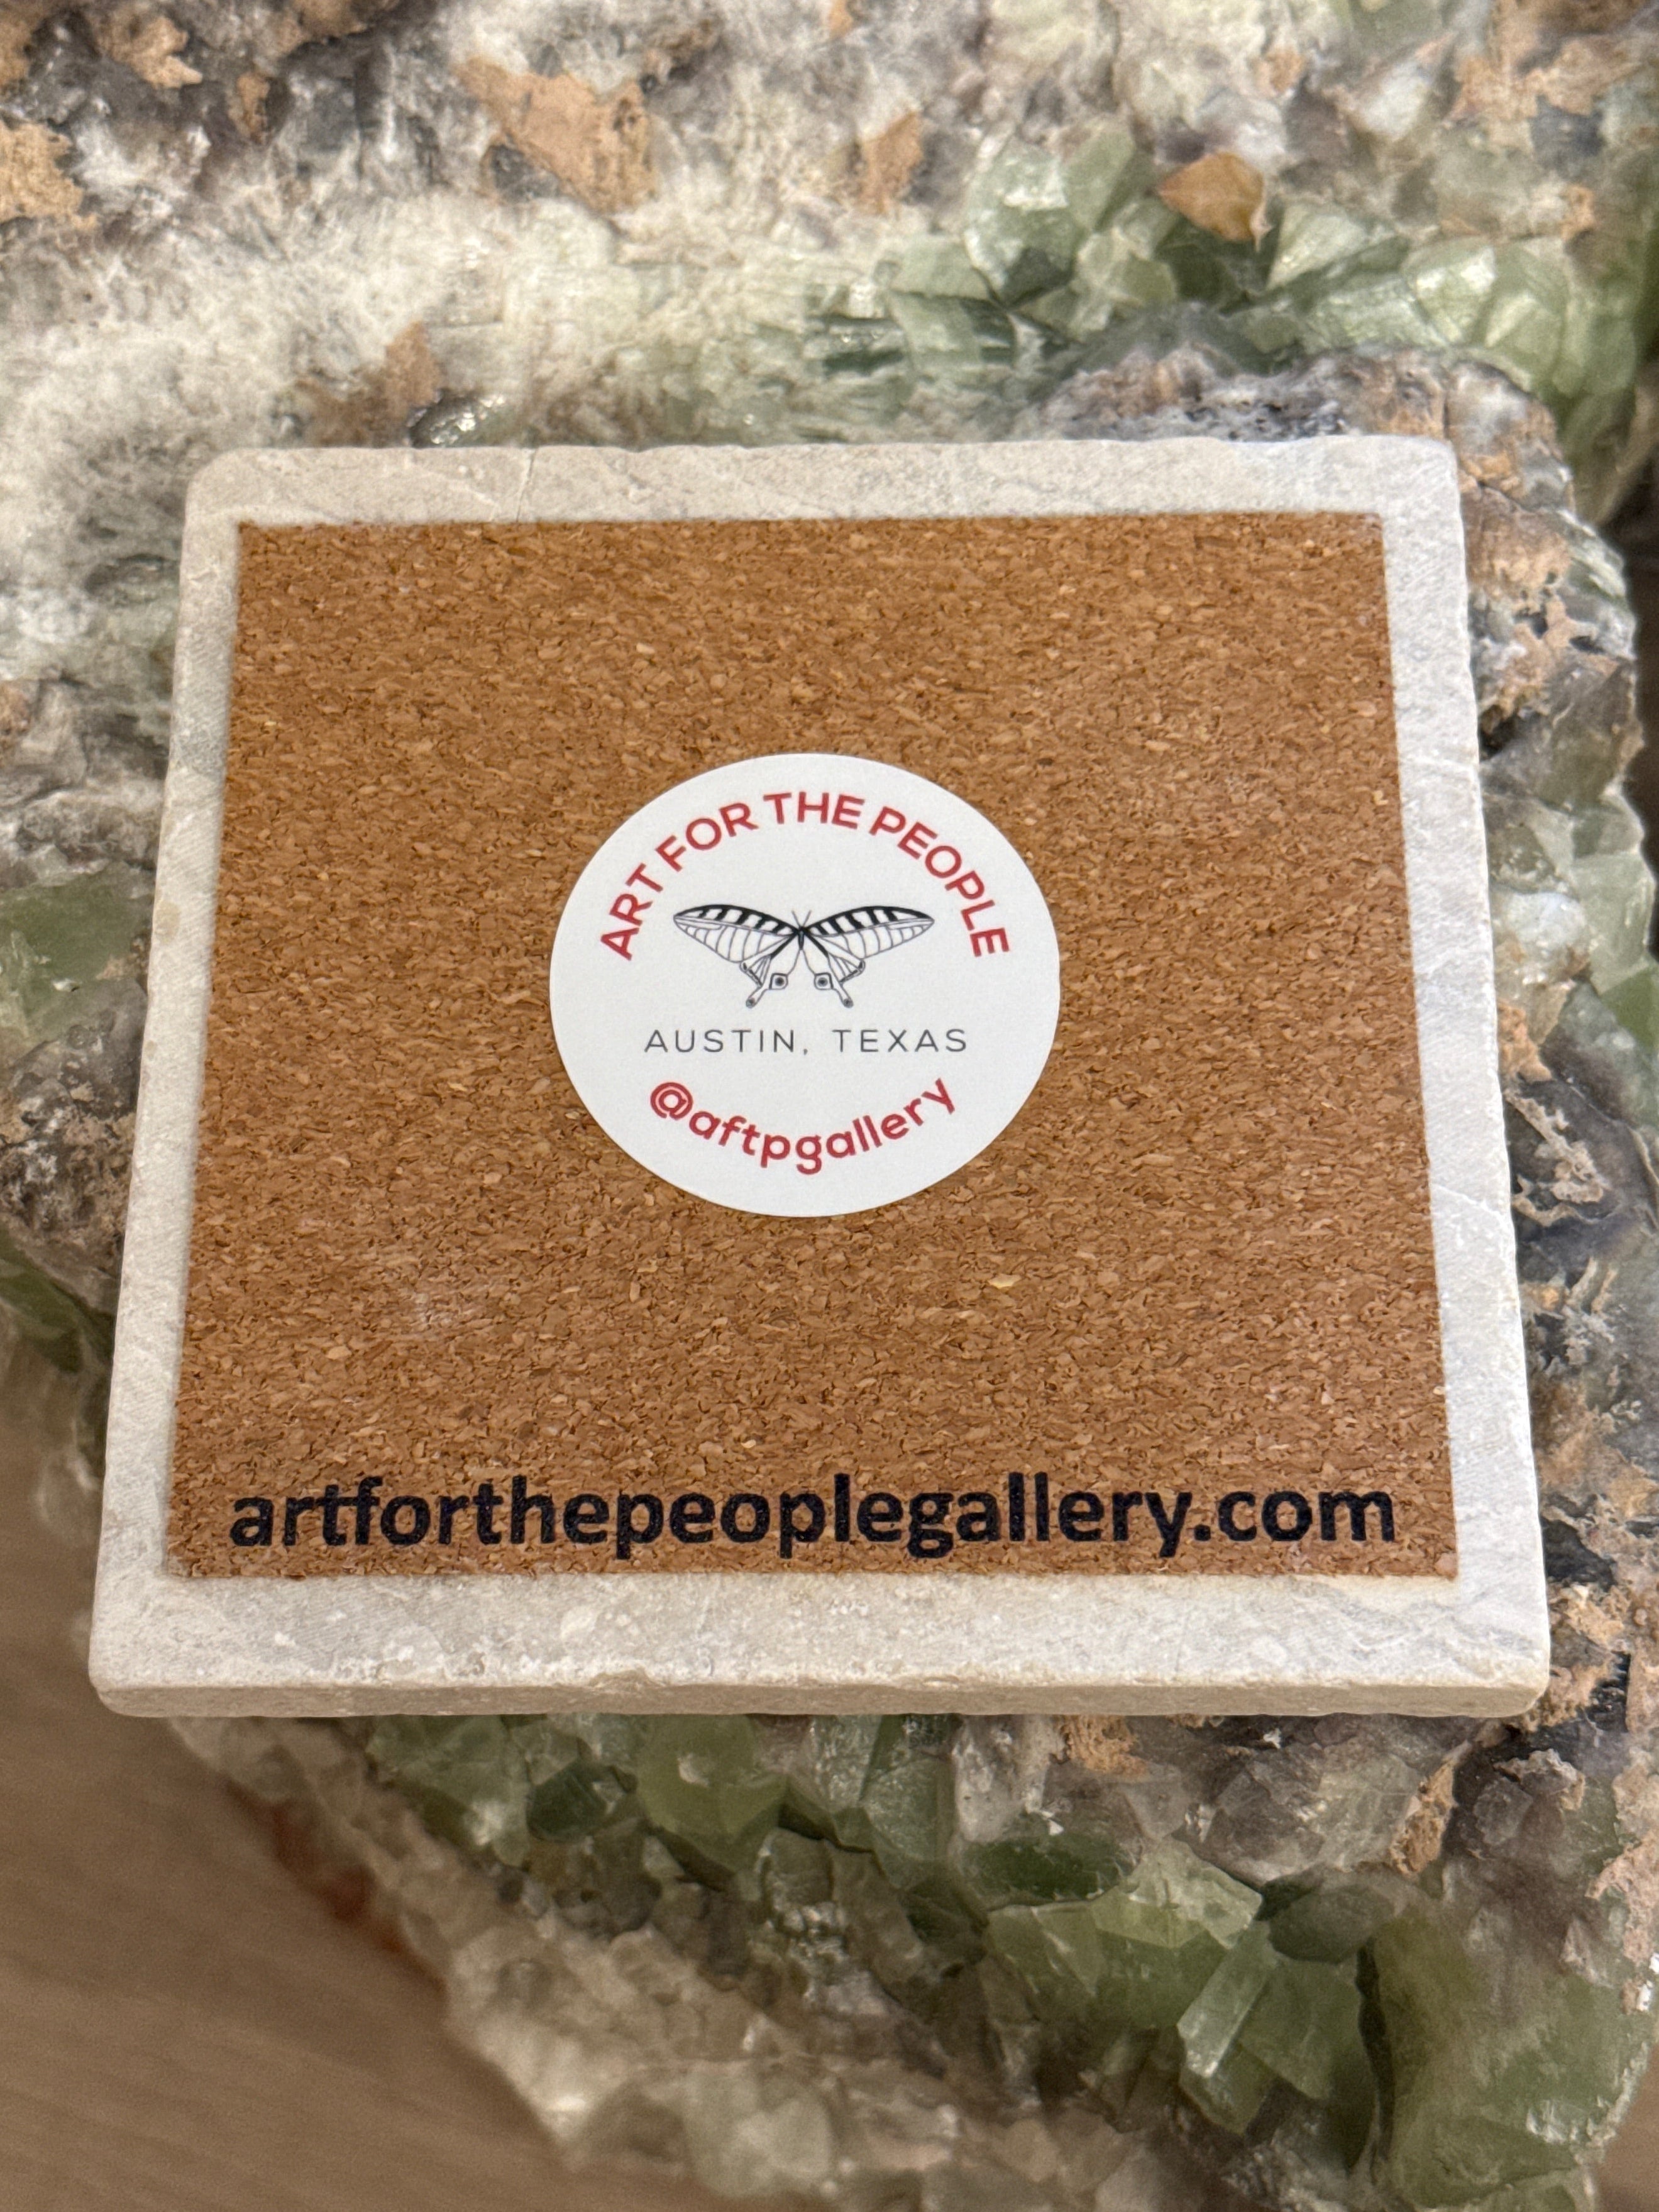 ART FOR THE PEOPLE
AUSTIN, TEXAS
@aftpgallery
artforthepeoplegallery.com